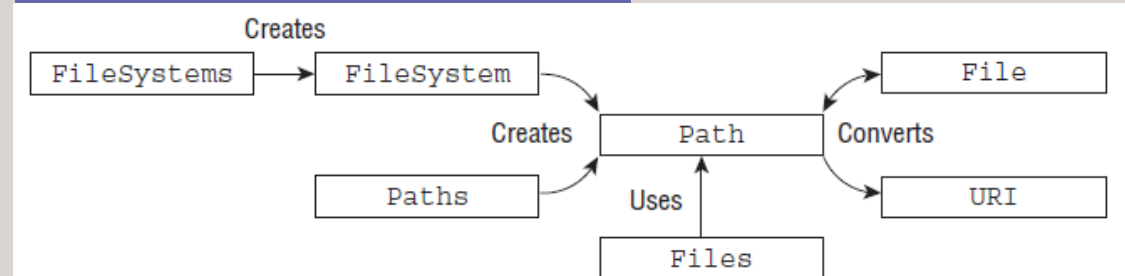 Creates
FileSystems
FileSystem
File
Creates
Path
Converts
Paths
Uses
URI
Files